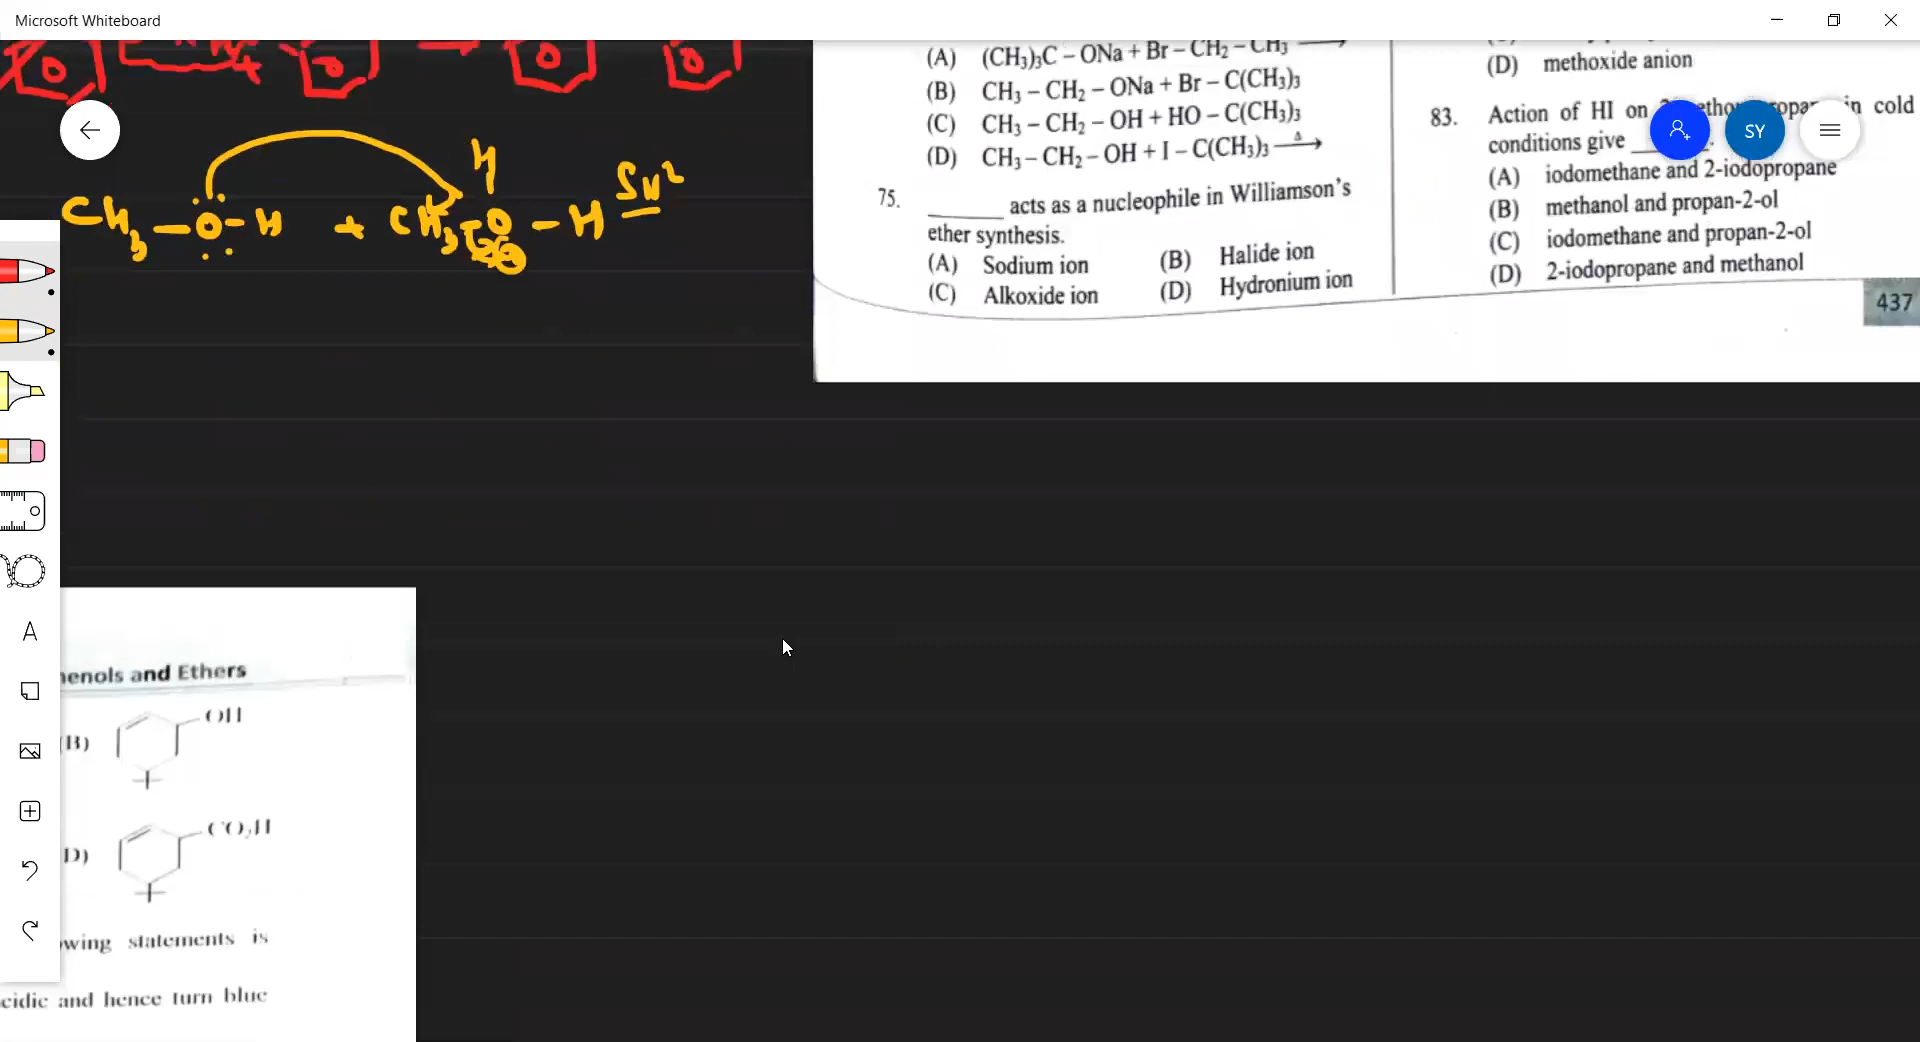 Microsoft Whiteboard
CH₃ – O – H + CH₃ O – H SN²
H
(A) (CH₃)₃C – ONa + Br – CH₂ – CH₃ ⟶
(B) CH₃ – CH₂ – ONa + Br – C(CH₃)₃
(C) CH₃ – CH₂ – OH + HO – C(CH₃)₃
(D) CH₃ – CH₂ – OH + I – C(CH₃)₃ —Δ→
75. ______ acts as a nucleophile in Williamson's
ether synthesis.
(A) Sodium ion (B) Halide ion
(C) Alkoxide ion (D) Hydronium ion
(D) methoxide anion
83. Action of HI on in cold
conditions give ______.
(A) iodomethane and 2-iodopropane
(B) methanol and propan-2-ol
(C) iodomethane and propan-2-ol
(D) 2-iodopropane and methanol
437
SY
henols and Ethers
(B) OH
D) CO₂H
owing statements is
cidic and hence turn blue
A